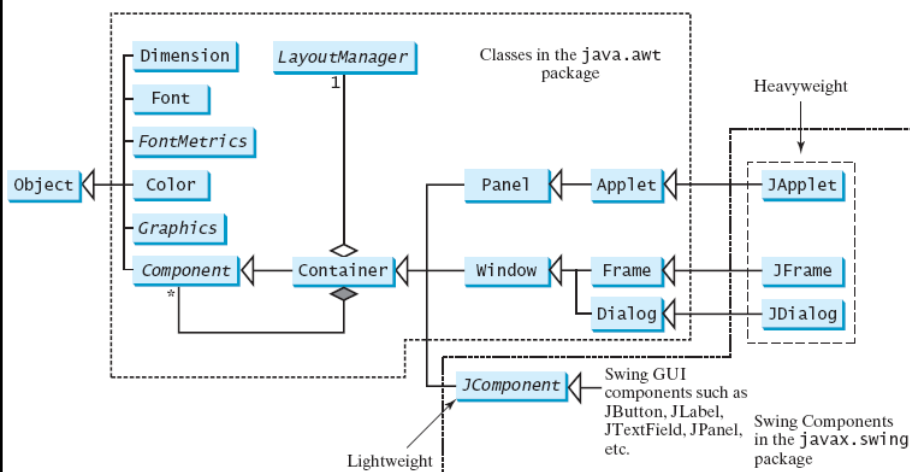 Dimension
LayoutManager
1
Classes in the java.awt
package
Font
FontMetrics
Heavyweight
Object
Color
Panel
Applet
JApplet
Graphics
Component
*
Container
Window
Frame
JFrame
Dialog
JDialog
JComponent
Swing GUI
components such as
JButton, JLabel,
JTextField, JPanel,
etc.
Swing Components
in the javax.swing
package
Lightweight